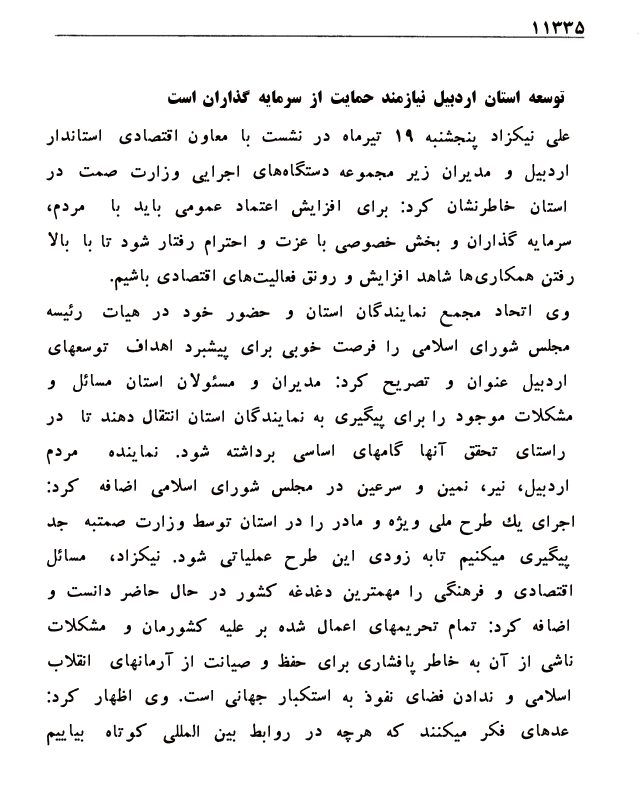 ۱۱۳۳۵
توسعه استان اردبیل نیازمند حمایت از سرمایه گذاران است
علی نیکزاد پنجشنبه ۱۹ تیرماه در نشست با معاون اقتصادی استاندار
اردبیل و مدیران زیر مجموعه دستگاه‌های اجرایی وزارت صمت در
استان خاطرنشان کرد: برای افزایش اعتماد عمومی باید با مردم،
سرمایه گذاران و بخش خصوصی با عزت و احترام رفتار شود تا با بالا
رفتن همکاری‌ها شاهد افزایش و رونق فعالیت‌های اقتصادی باشیم.
وی اتحاد مجمع نمایندگان استان و حضور خود در هیات رئیسه
مجلس شورای اسلامی را فرصت خوبی برای پیشبرد اهداف توسعهای
اردبیل عنوان و تصریح کرد: مدیران و مسئولان استان مسائل و
مشکلات موجود را برای پیگیری به نمایندگان استان انتقال دهند تا در
راستای تحقق آنها گامهای اساسی برداشته شود. نماینده مردم
اردبیل، نیر، نمین و سرعین در مجلس شورای اسلامی اضافه کرد:
اجرای یك طرح ملی ویژه و مادر را در استان توسط وزارت صمتبه جد
پیگیری میکنیم تابه زودی این طرح عملیاتی شود. نیکزاد، مسائل
اقتصادی و فرهنگی را مهمترین دغدغه کشور در حال حاضر دانست و
اضافه کرد: تمام تحریمهای اعمال شده بر علیه کشورمان و مشکلات
ناشی از آن به خاطر پافشاری برای حفظ و صیانت از آرمانهای انقلاب
اسلامی و ندادن فضای نفوذ به استکبار جهانی است. وی اظهار کرد:
عدهای فکر میکنند که هرچه در روابط بین المللی کوتاه بیاییم